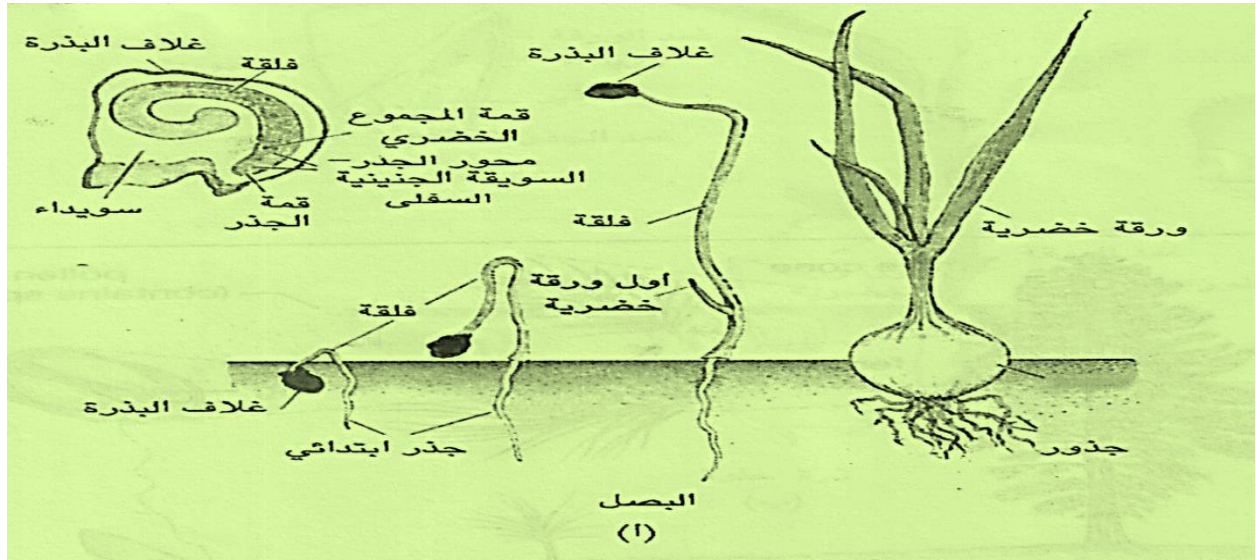 غلاف البذرة
فلقة
قمة المجموع
الخضري
محور الجذر–
السويقة الجنينية
السفلى
قمة
الجذر
سويداء
غلاف البذرة
فلقة
أول ورقة
خضرية
ورقة خضرية
فلقة
غلاف البذرة
جذر ابتدائي
جذور
البصل
(أ)